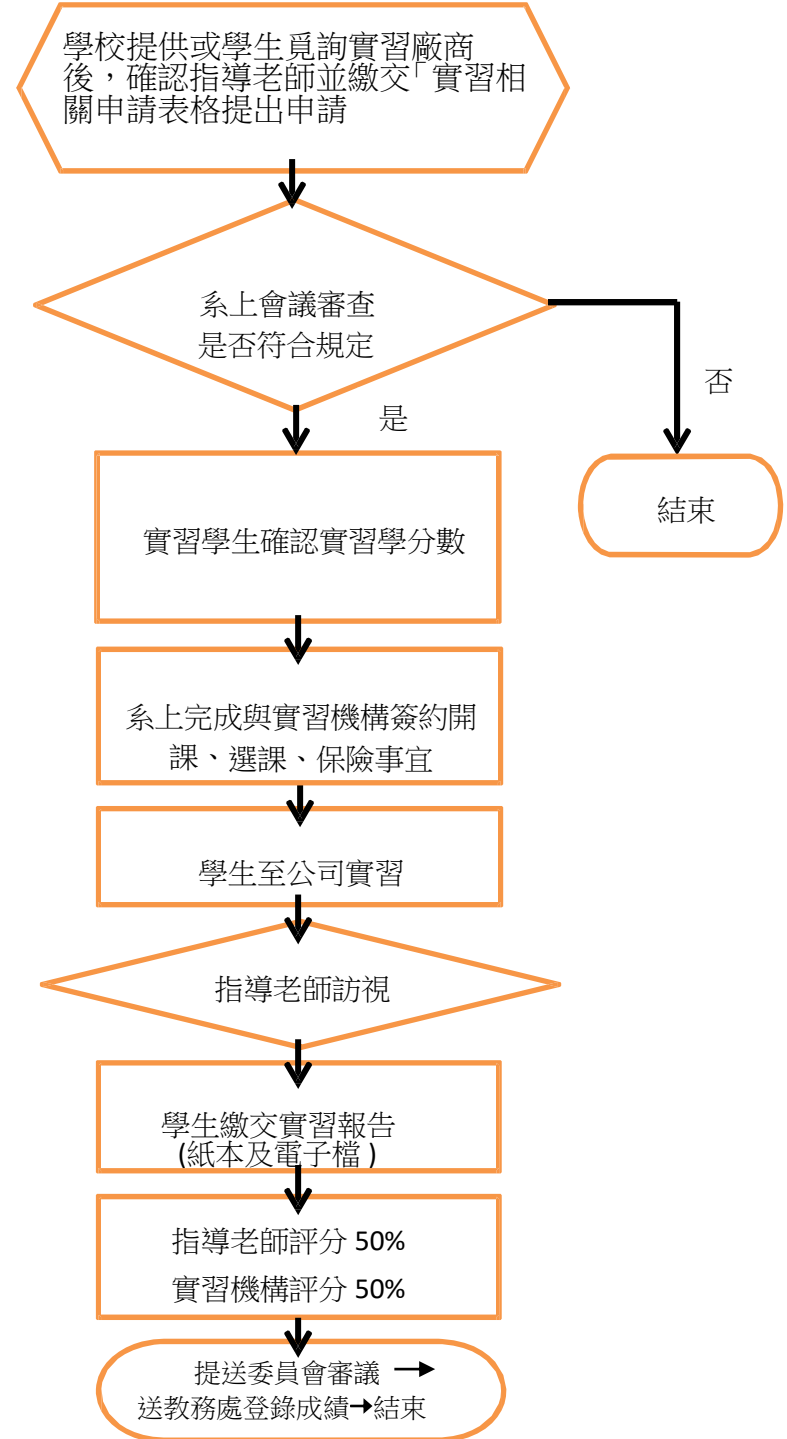 學校提供或學生覓詢實習廠商
後，確認指導老師並繳交「實習相
關申請表格提出申請
系上會議審查
是否符合規定
否
是
結束
實習學生確認實習學分數
系上完成與實習機構簽約開
課、選課、保險事宜
學生至公司實習
指導老師訪視
學生繳交實習報告
(紙本及電子檔 )
指導老師評分 50%
實習機構評分 50%
提送委員會審議 →
送教務處登錄成績→結束